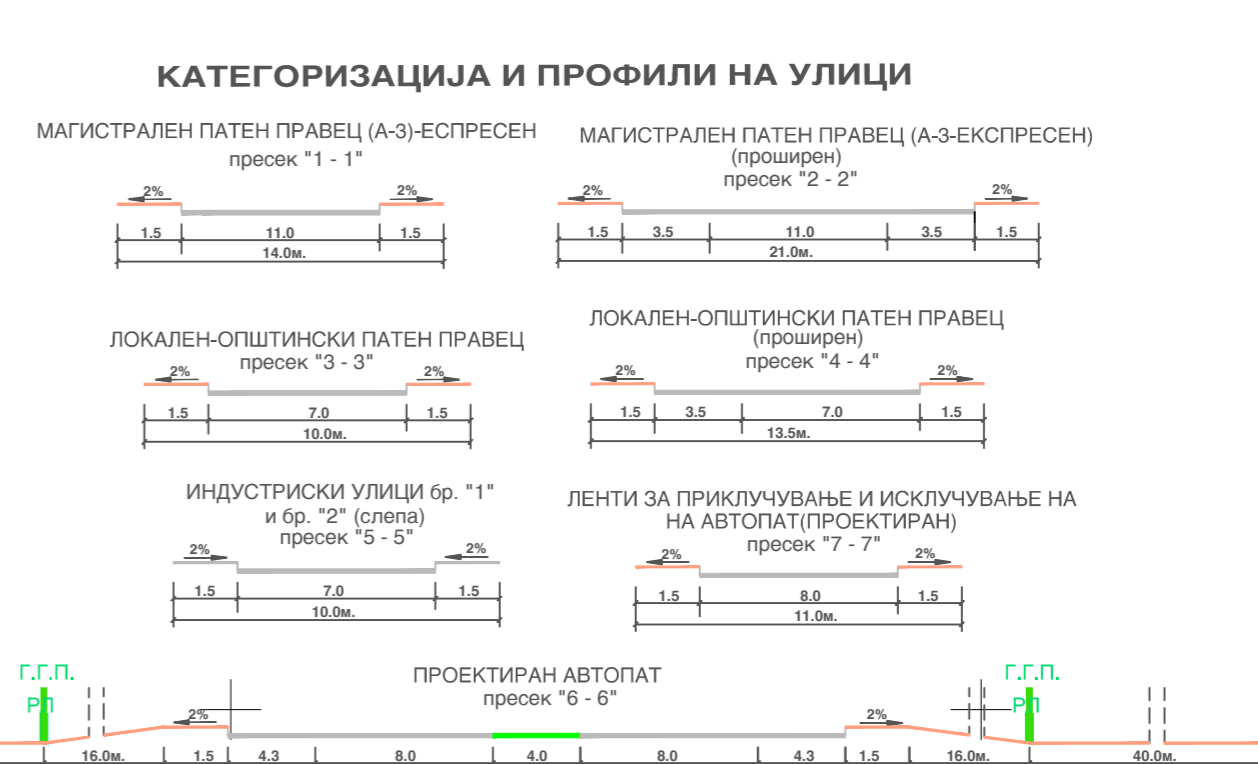 КАТЕГОРИЗАЦИЈА И ПРОФИЛИ НА УЛИЦИ
МАГИСТРАЛЕН ПАТЕН ПРАВЕЦ (А-3)-ЕСПРЕСЕН
пресек "1 - 1"
2% 2%
1.5 11.0 1.5
14.0м.
МАГИСТРАЛЕН ПАТЕН ПРАВЕЦ (А-3-ЕКСПРЕСЕН)
(проширен)
пресек "2 - 2"
2% 2%
1.5 3.5 11.0 3.5 1.5
21.0м.
ЛОКАЛЕН-ОПШТИНСКИ ПАТЕН ПРАВЕЦ
пресек "3 - 3"
2% 2%
1.5 7.0 1.5
10.0м.
ЛОКАЛЕН-ОПШТИНСКИ ПАТЕН ПРАВЕЦ
(проширен)
пресек "4 - 4"
2% 2%
1.5 3.5 7.0 1.5
13.5м.
ИНДУСТРИСКИ УЛИЦИ бр. "1"
и бр. "2" (слепа)
пресек "5 - 5"
2% 2%
1.5 7.0 1.5
10.0м.
ЛЕНТИ ЗА ПРИКЛУЧУВАЊЕ И ИСКЛУЧУВАЊЕ НА
НА АВТОПАТ(ПРОЕКТИРАН)
пресек "7 - 7"
2% 2%
1.5 8.0 1.5
11.0м.
ПРОЕКТИРАН АВТОПАТ
пресек "6 - 6"
Г.Г.П. Г.Г.П.
РП РП
2% 2%
16.0м. 1.5 4.3 8.0 4.0 8.0 4.3 1.5 16.0м. 40.0м.